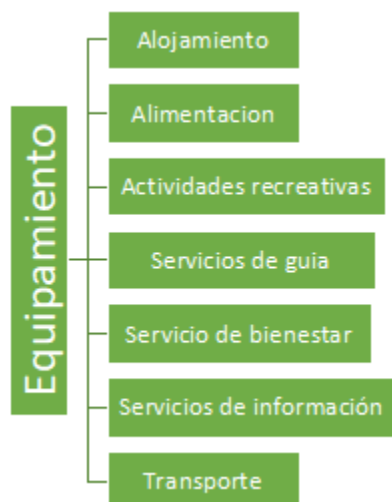 Equipamiento
Alojamiento
Alimentacion
Actividades recreativas
Servicios de guia
Servicio de bienestar
Servicios de información
Transporte